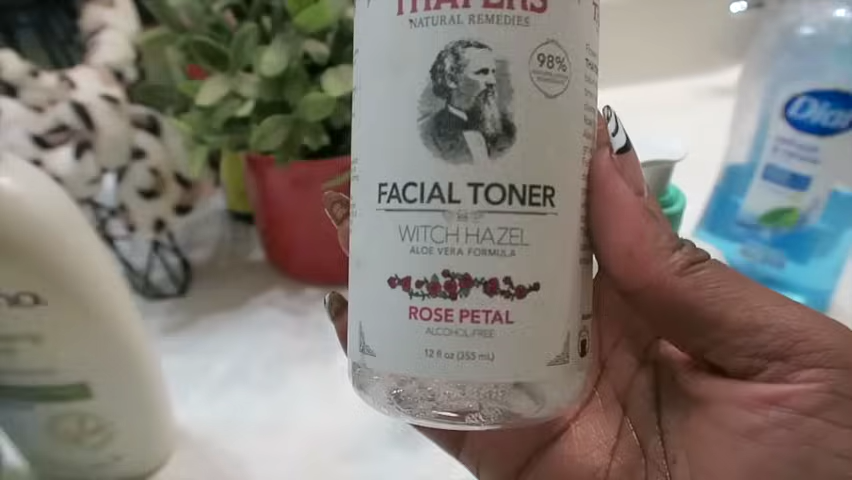 THAYERS
NATURAL REMEDIES
98%
FACIAL TONER
WITCH HAZEL
ALOE VERA FORMULA
ROSE PETAL
ALCOHOL-FREE
12 fl oz (355 mL)
Dial